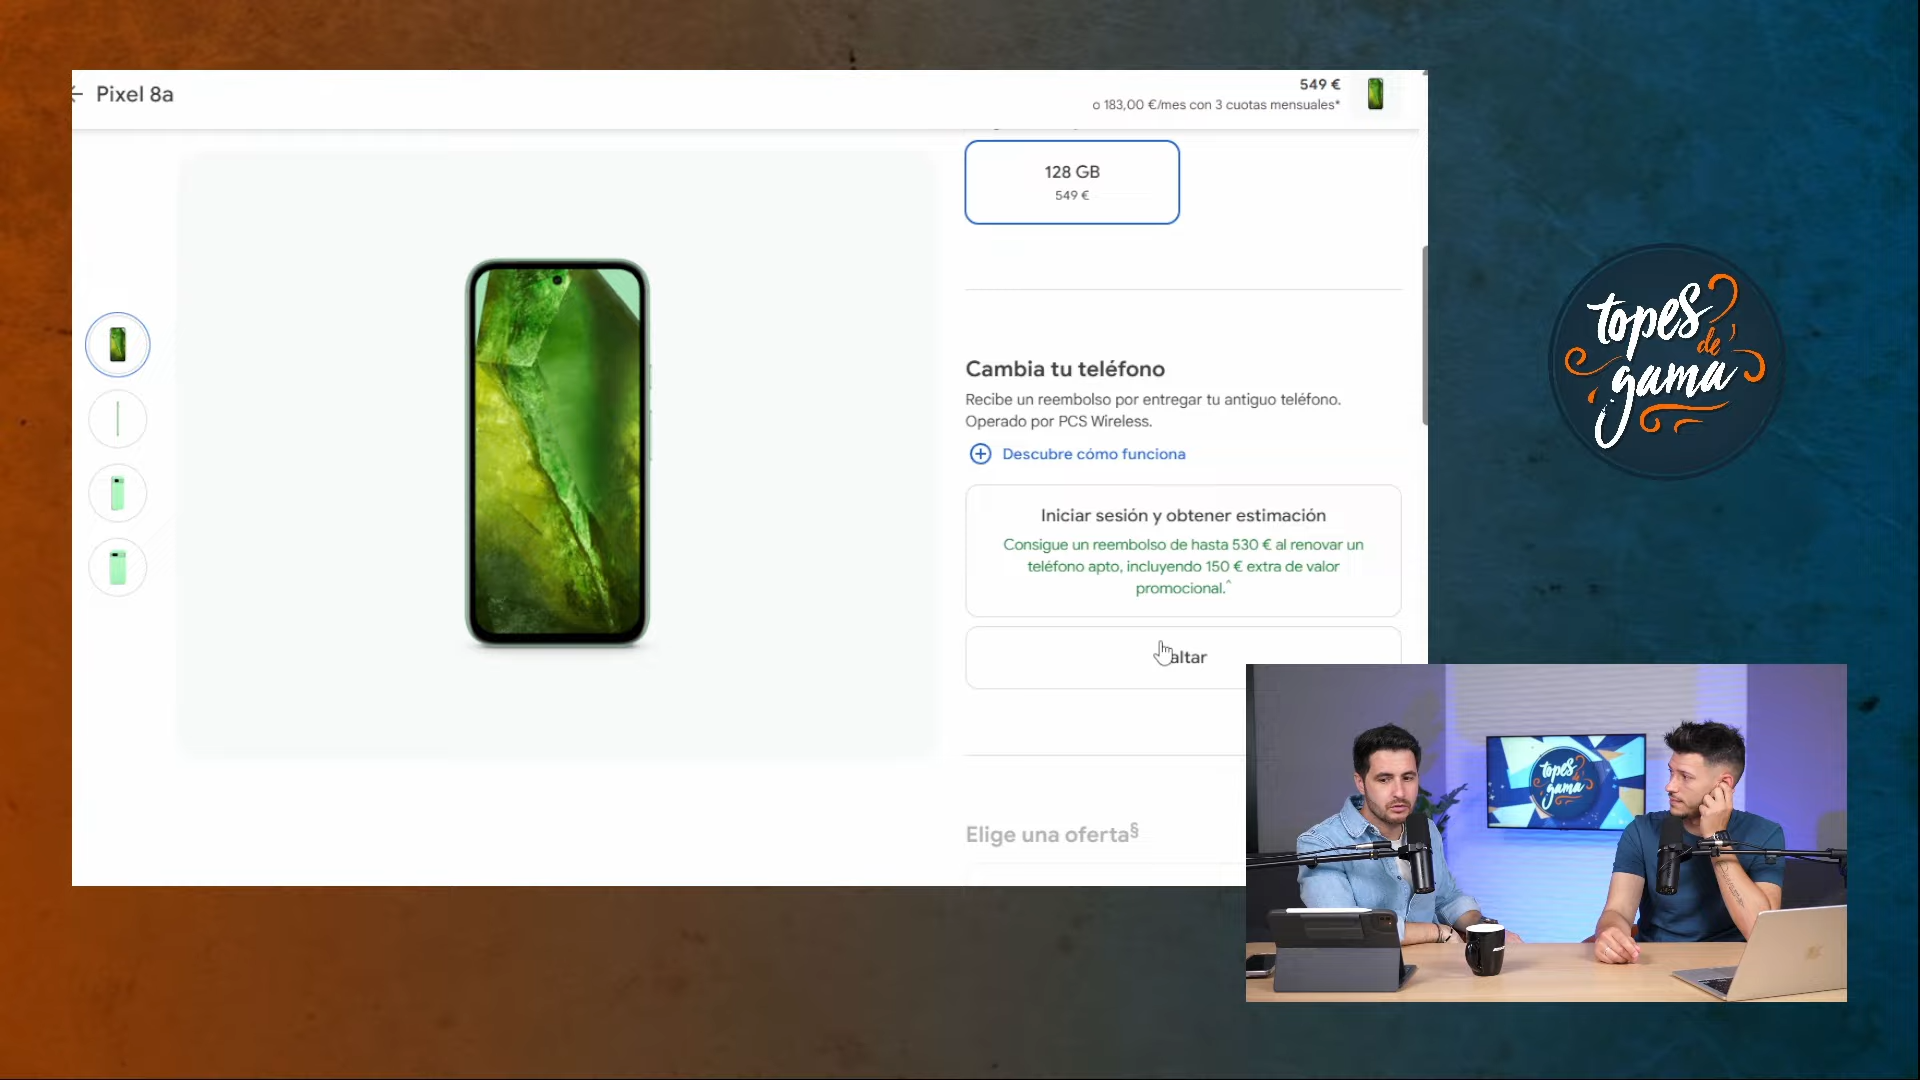 Pixel 8a
549 €
o 183,00 €/mes con 3 cuotas mensuales*
128 GB
549 €
Cambia tu teléfono
Recibe un reembolso por entregar tu antiguo teléfono.
Operado por PCS Wireless.
Descubre cómo funciona
Iniciar sesión y obtener estimación
Consigue un reembolso de hasta 530 € al renovar un
teléfono apto, incluyendo 150 € extra de valor
promocional.^
altar
Elige una oferta§
topes
de
gama
topes
gama